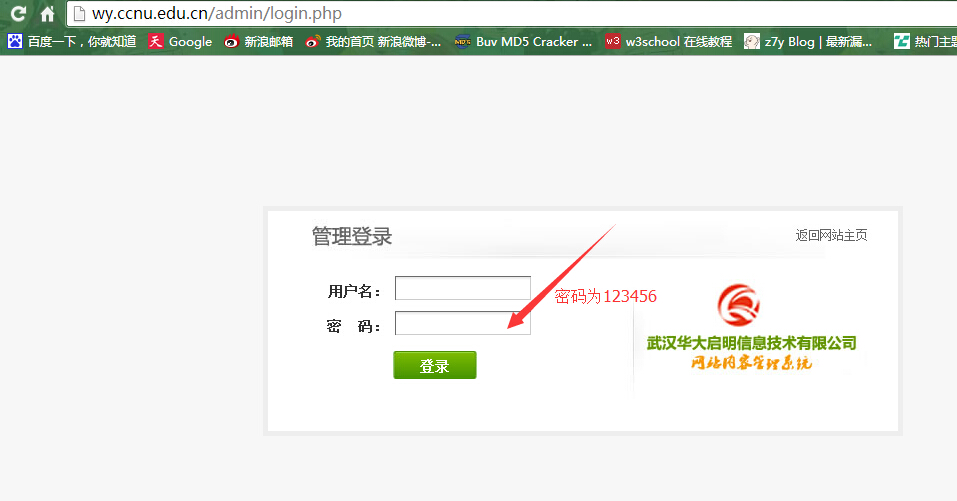 wy.ccnu.edu.cn/admin/login.php
百度一下，你就知道 Google 新浪邮箱 我的首页 新浪微博-... Buv MD5 Cracker ... w3school 在线教程 z7y Blog | 最新漏... 热门主题
管理登录
返回网站主页
用户名：
密码为123456
密 码：
登录
武汉华大启明信息技术有限公司
网站内容管理系统